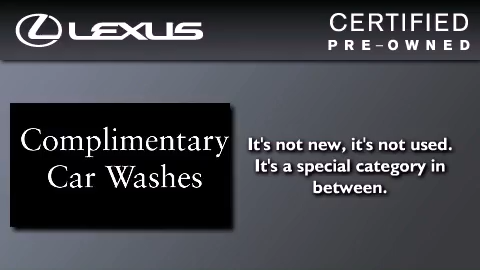 LEXUS
CERTIFIED
PRE-OWNED
Complimentary
Car Washes
It's not new, it's not used.
It's a special category in
between.